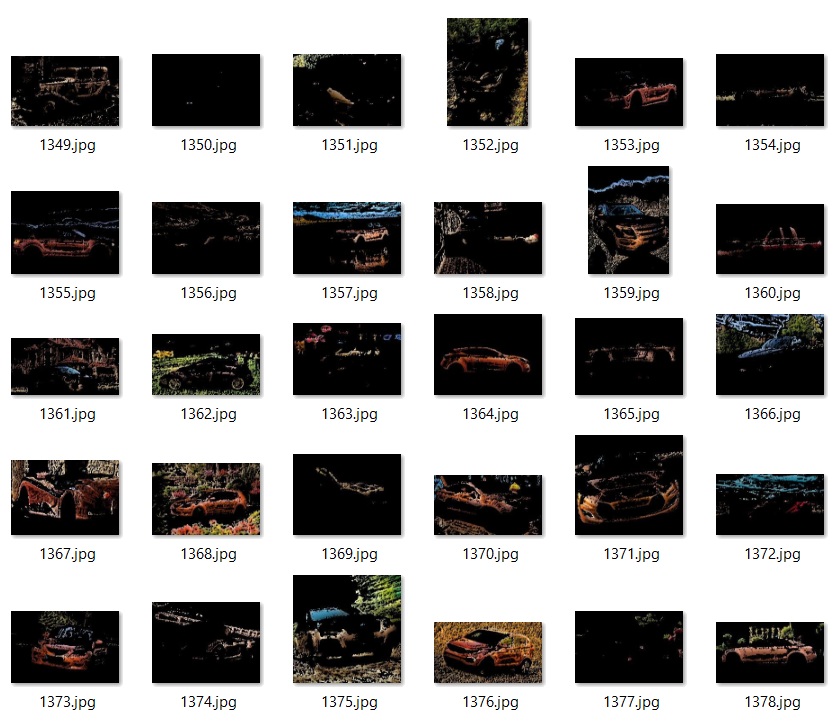 1349.jpg 1350.jpg 1351.jpg 1352.jpg 1353.jpg 1354.jpg
1355.jpg 1356.jpg 1357.jpg 1358.jpg 1359.jpg 1360.jpg
1361.jpg 1362.jpg 1363.jpg 1364.jpg 1365.jpg 1366.jpg
1367.jpg 1368.jpg 1369.jpg 1370.jpg 1371.jpg 1372.jpg
1373.jpg 1374.jpg 1375.jpg 1376.jpg 1377.jpg 1378.jpg